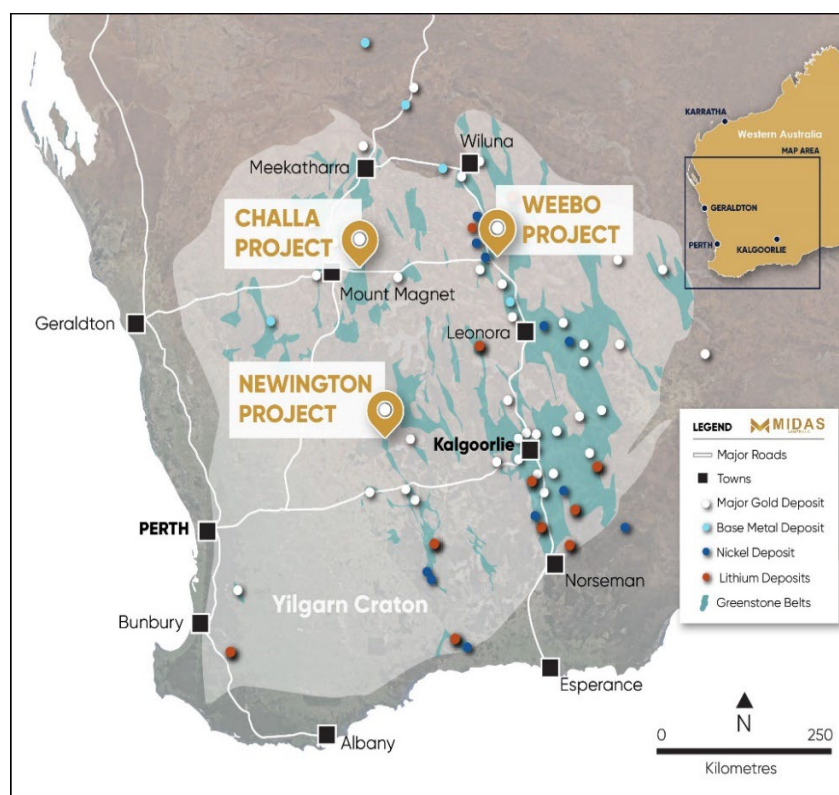 KARRATHA
Western Australia
MAP AREA
GERALDTON
PERTH
KALGOORLIE
Wiluna
Meekatharra
CHALLA
PROJECT
WEEBO
PROJECT
Mount Magnet
Geraldton
Leonora
NEWINGTON
PROJECT
Kalgoorlie
PERTH
Norseman
Yilgarn Craton
Bunbury
Esperance
Albany
LEGEND
MIDAS
Major Roads
Towns
Major Gold Deposit
Base Metal Deposit
Nickel Deposit
Lithium Deposits
Greenstone Belts
N
0
250
Kilometres